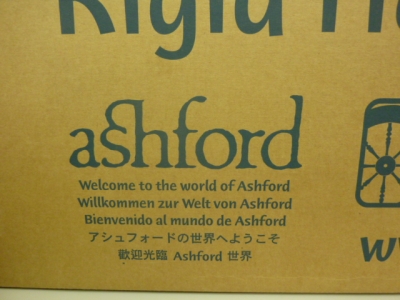 Rigid H
ashford
Welcome to the world of Ashford
Willkommen zur Welt von Ashford
Bienvenido al mundo de Ashford
アシュフォードの世界へようこそ
歡迎光臨 Ashford 世界
w